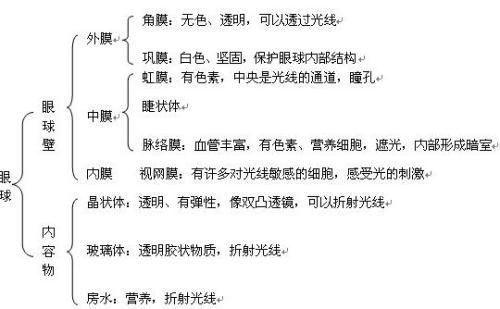 角膜：无色、透明，可以透过光线
外膜
巩膜：白色、坚固，保护眼球内部结构
虹膜：有色素，中央是光线的通道，瞳孔
眼球壁
中膜
睫状体
脉络膜：血管丰富，有色素、营养细胞，遮光，内部形成暗室
内膜 视网膜：有许多对光线敏感的细胞，感受光的刺激
眼球
晶状体：透明、有弹性，像双凸透镜，可以折射光线
内容物
玻璃体：透明胶状物质，折射光线
房水：营养，折射光线